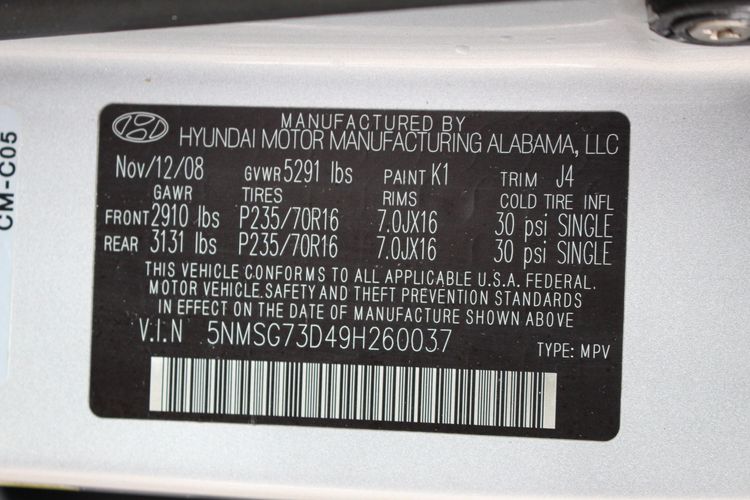 MANUFACTURED BY
HYUNDAI MOTOR MANUFACTURING ALABAMA, LLC
Nov/12/08 GVWR 5291 lbs PAINT K1 TRIM J4
GAWR TIRES RIMS COLD TIRE INFL
FRONT 2910 lbs P235/70R16 7.0JX16 30 psi SINGLE
REAR 3131 lbs P235/70R16 7.0JX16 30 psi SINGLE
THIS VEHICLE CONFORMS TO ALL APPLICABLE U.S.A. FEDERAL.
MOTOR VEHICLE.SAFETY AND THEFT PREVENTION STANDARDS
IN EFFECT ON THE DATE OF MANUFACTURE SHOWN ABOVE
V.I.N 5NMSG73D49H260037 TYPE: MPV
CM-C05